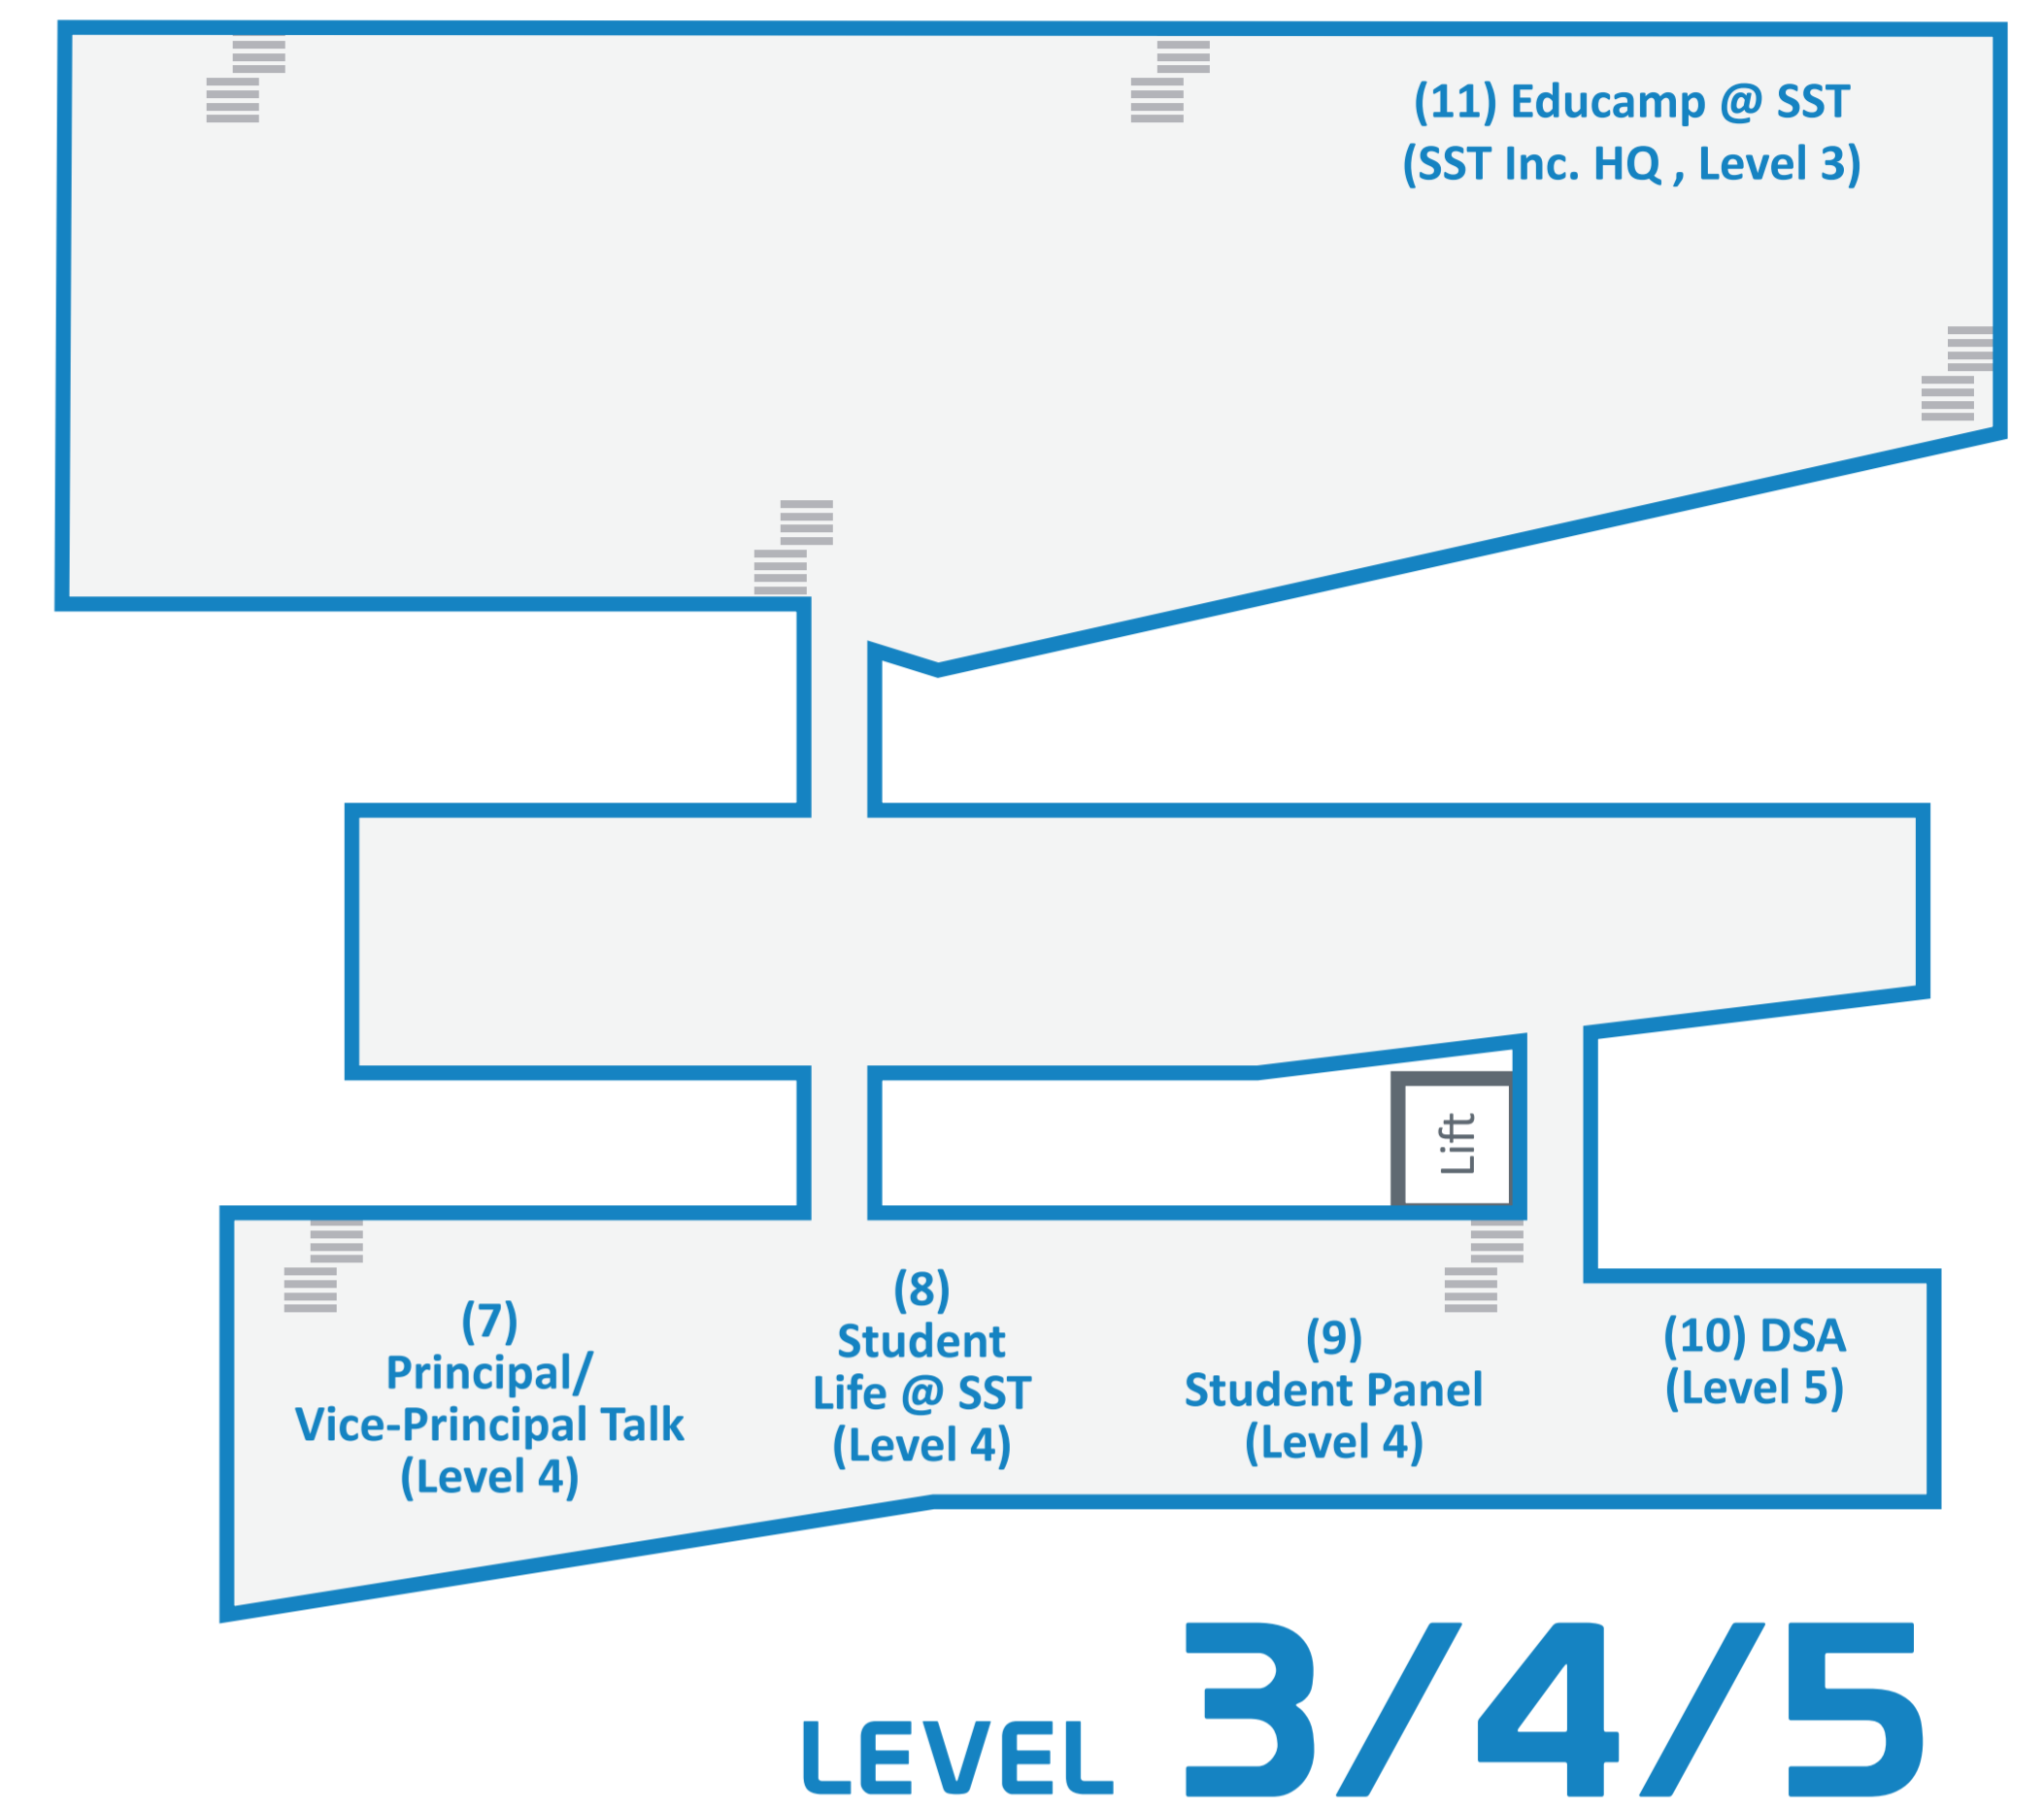 (11) Educamp @ SST
(SST Inc. HQ , Level 3)
Lift
(7)
Principal/
Vice-Principal Talk
(Level 4)
(8)
Student
Life @ SST
(Level 4)
(9)
Student Panel
(Level 4)
(10) DSA
(Level 5)
LEVEL 3/4/5